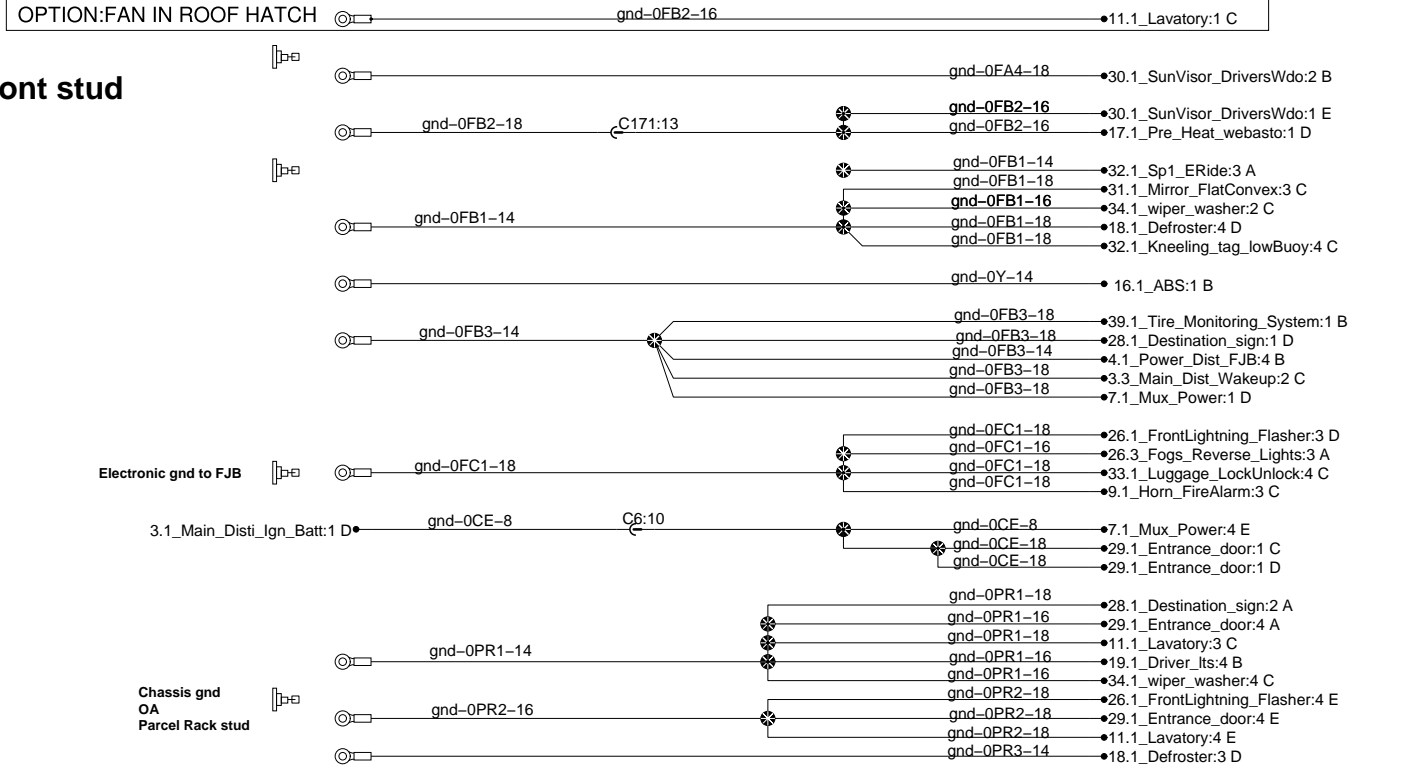 OPTION:FAN IN ROOF HATCH gnd–0FB2–16 11.1_Lavatory:1 C
gnd–0FA4–18 30.1_SunVisor_DriversWdo:2 B
ont stud
gnd–0FB2–16 30.1_SunVisor_DriversWdo:1 E
gnd–0FB2–18 C171:13 gnd–0FB2–16 17.1_Pre_Heat_webasto:1 D
gnd–0FB1–14 32.1_Sp1_ERide:3 A
gnd–0FB1–18 31.1_Mirror_FlatConvex:3 C
gnd–0FB1–16 34.1_wiper_washer:2 C
gnd–0FB1–14 gnd–0FB1–18 18.1_Defroster:4 D
gnd–0FB1–18 32.1_Kneeling_tag_lowBuoy:4 C
gnd–0Y–14 16.1_ABS:1 B
gnd–0FB3–18 39.1_Tire_Monitoring_System:1 B
gnd–0FB3–14 gnd–0FB3–18 28.1_Destination_sign:1 D
gnd–0FB3–14 4.1_Power_Dist_FJB:4 B
gnd–0FB3–18 3.3_Main_Dist_Wakeup:2 C
gnd–0FB3–18 7.1_Mux_Power:1 D
gnd–0FC1–18 26.1_FrontLightning_Flasher:3 D
gnd–0FC1–16 26.3_Fogs_Reverse_Lights:3 A
Electronic gnd to FJB gnd–0FC1–18 gnd–0FC1–18 33.1_Luggage_LockUnlock:4 C
gnd–0FC1–18 9.1_Horn_FireAlarm:3 C
3.1_Main_Disti_Ign_Batt:1 D gnd–0CE–8 C6:10 gnd–0CE–8 7.1_Mux_Power:4 E
gnd–0CE–18 29.1_Entrance_door:1 C
gnd–0CE–18 29.1_Entrance_door:1 D
gnd–0PR1–18 28.1_Destination_sign:2 A
gnd–0PR1–16 29.1_Entrance_door:4 A
gnd–0PR1–18 11.1_Lavatory:3 C
gnd–0PR1–14 gnd–0PR1–16 19.1_Driver_lts:4 B
gnd–0PR1–16 34.1_wiper_washer:4 C
Chassis gnd gnd–0PR2–18 26.1_FrontLightning_Flasher:4 E
OA gnd–0PR2–16 gnd–0PR2–18 29.1_Entrance_door:4 E
Parcel Rack stud gnd–0PR2–18 11.1_Lavatory:4 E
gnd–0PR3–14 18.1_Defroster:3 D